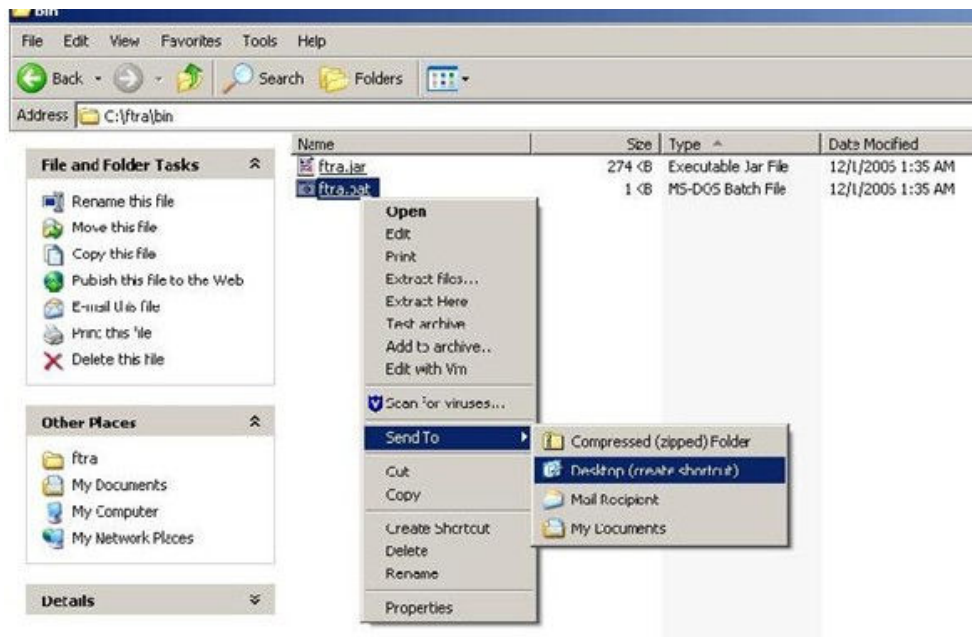 bin
File Edit View Favorites Tools Help
Back Search Folders
Address C:\ftra\bin
Name Size Type Date Modified
ftra.jar 274 KB Executable Jar File 12/1/2006 1:35 AM
ftra.bat 1 KB MS-DOS Batch File 12/1/2006 1:35 AM
File and Folder Tasks
Rename this file
Move this file
Copy this file
Publish this file to the Web
E-mail this file
Print this file
Delete this file
Other Places
ftra
My Documents
My Computer
My Network Places
Details
Open
Edit
Print
Extract files...
Extract Here
Test archive
Add to archive...
Edit with Vim
Scan for viruses...
Send To
Cut
Copy
Create Shortcut
Delete
Rename
Properties
Compressed (zipped) Folder
Desktop (create shortcut)
Mail Recipient
My Documents